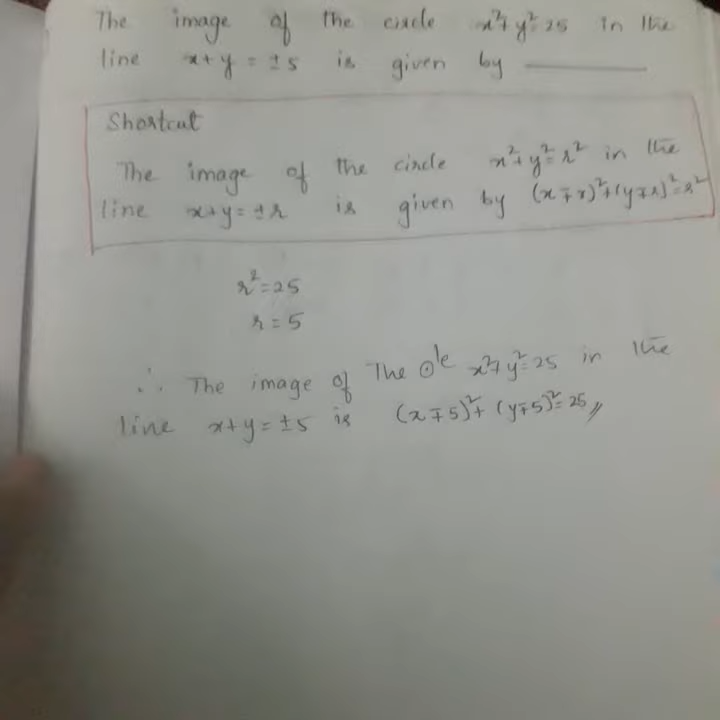 The image of the circle x²+y²=25 in the
line x+y = ±5 is given by ________
Shortcut
The image of the circle x²+y²=r² in the
line x+y=±r is given by (x∓r)²+(y∓r)²=r²
r²=25
r=5
∴ The image of The ⊙le x²+y²=25 in the
line x+y=±5 is (x∓5)²+(y∓5)²=25//